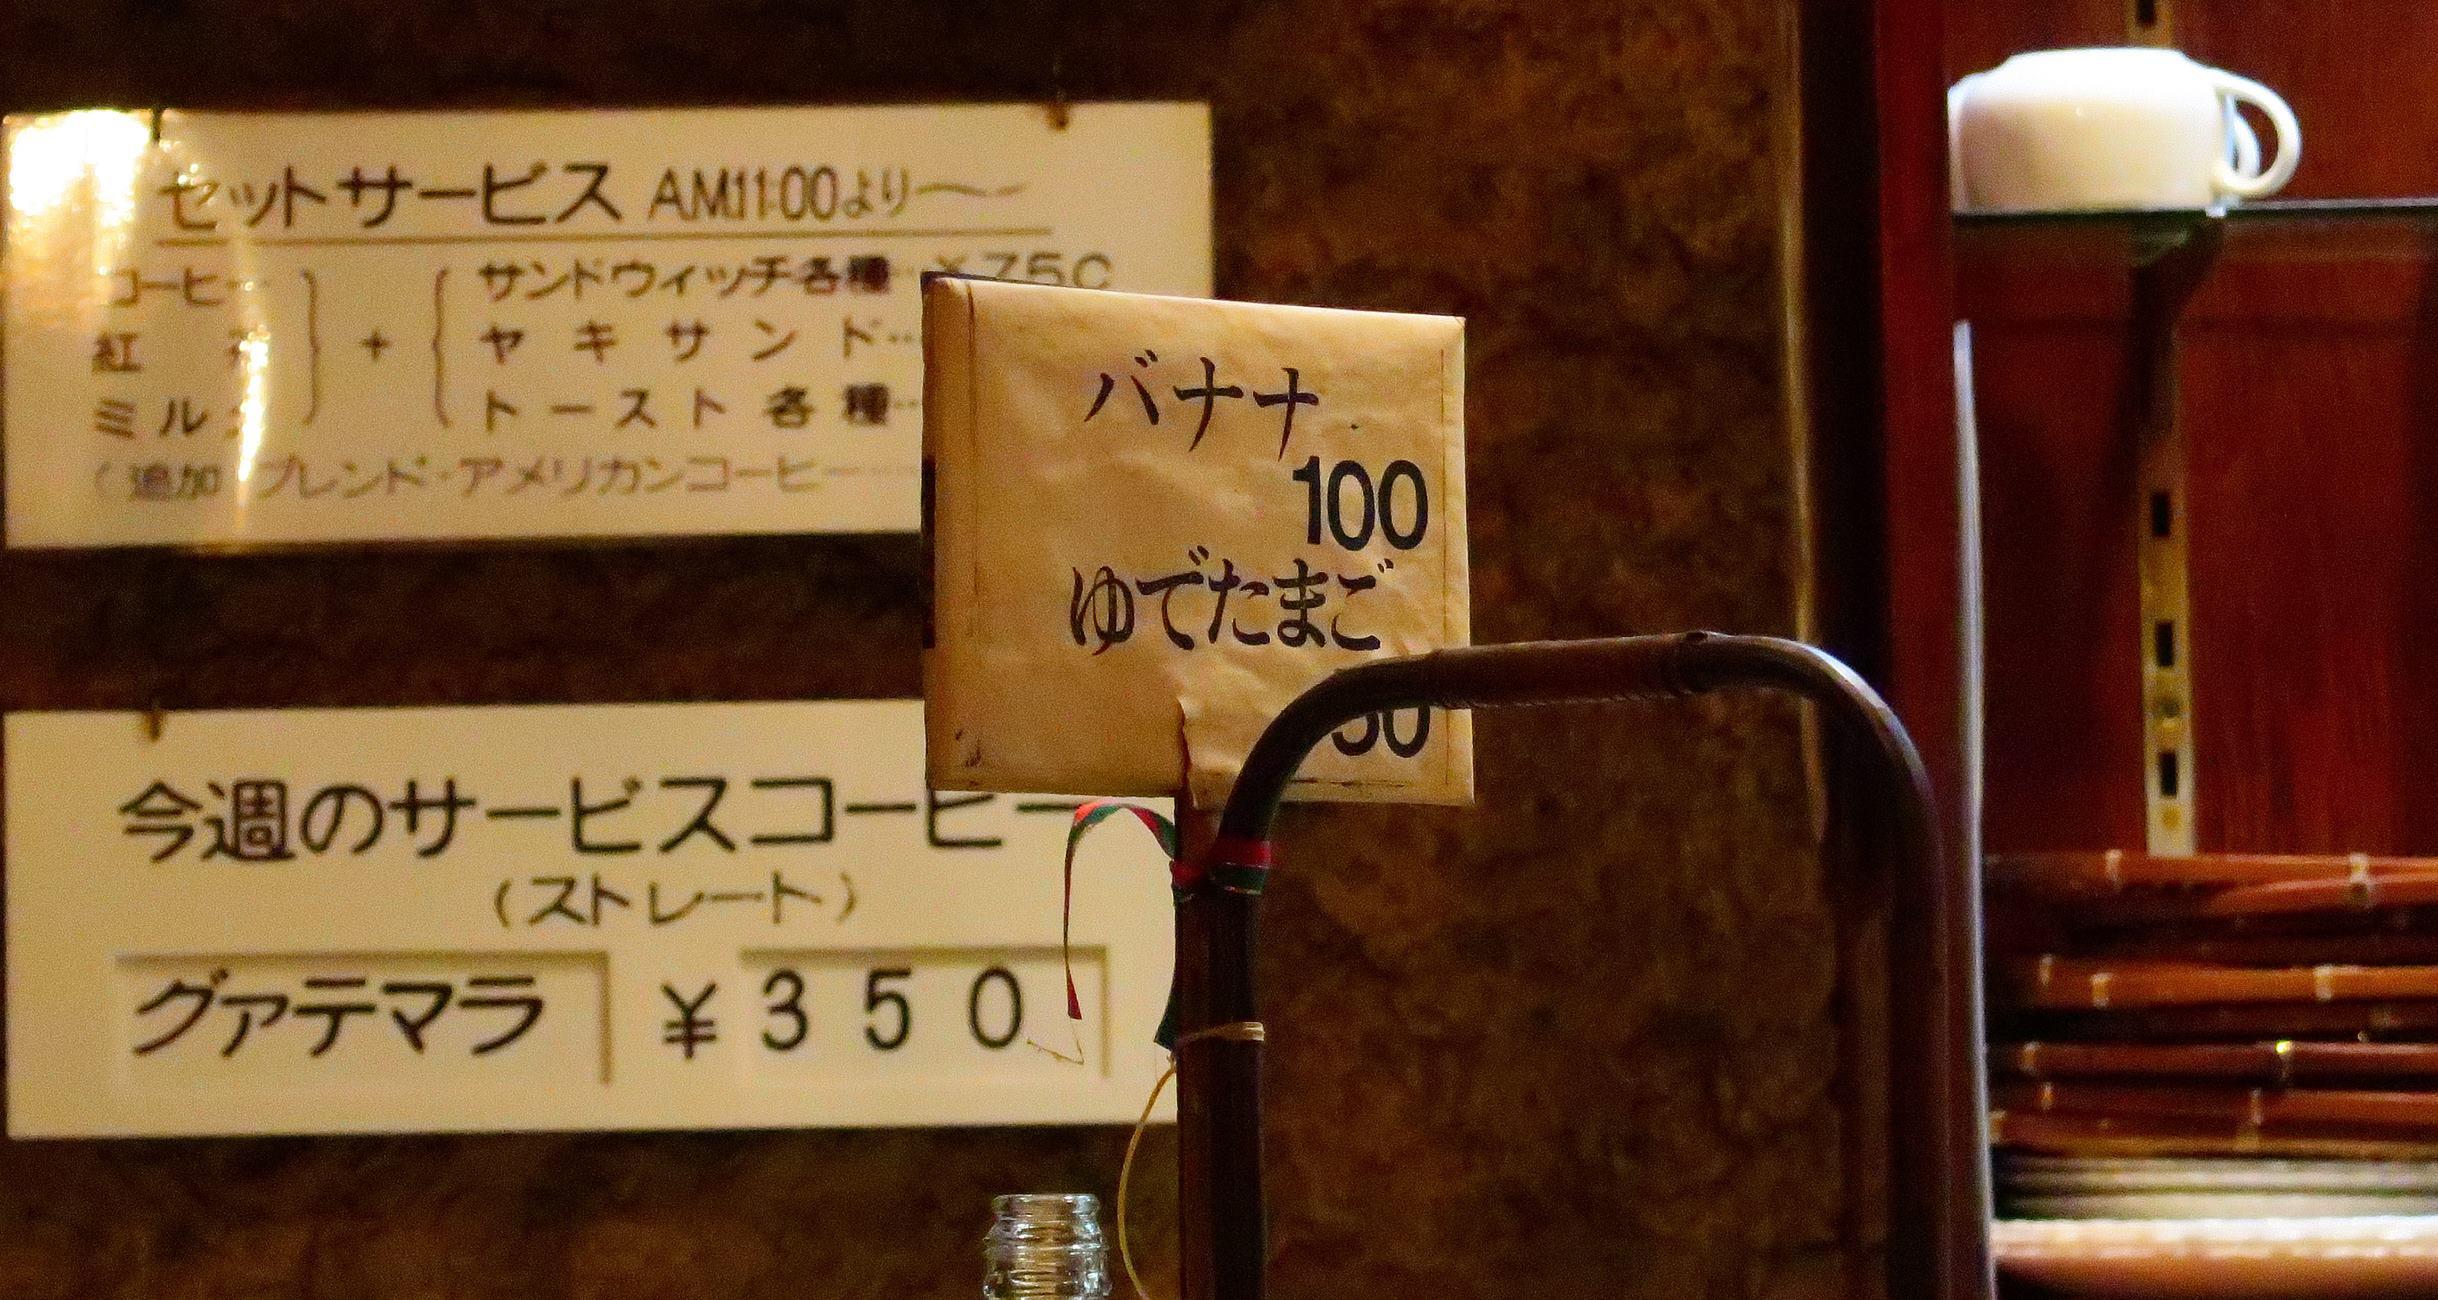 セットサービス AM11:00より〜
コーヒー
紅
ミル
+
サンドウィッチ各種…¥75
ヤキサンド…
トースト各種…
(追加 ブレンド・アメリカンコーヒー……
バナナ
100
ゆでたまご
今週のサービスコーヒー
(ストレート)
グァテマラ ¥350